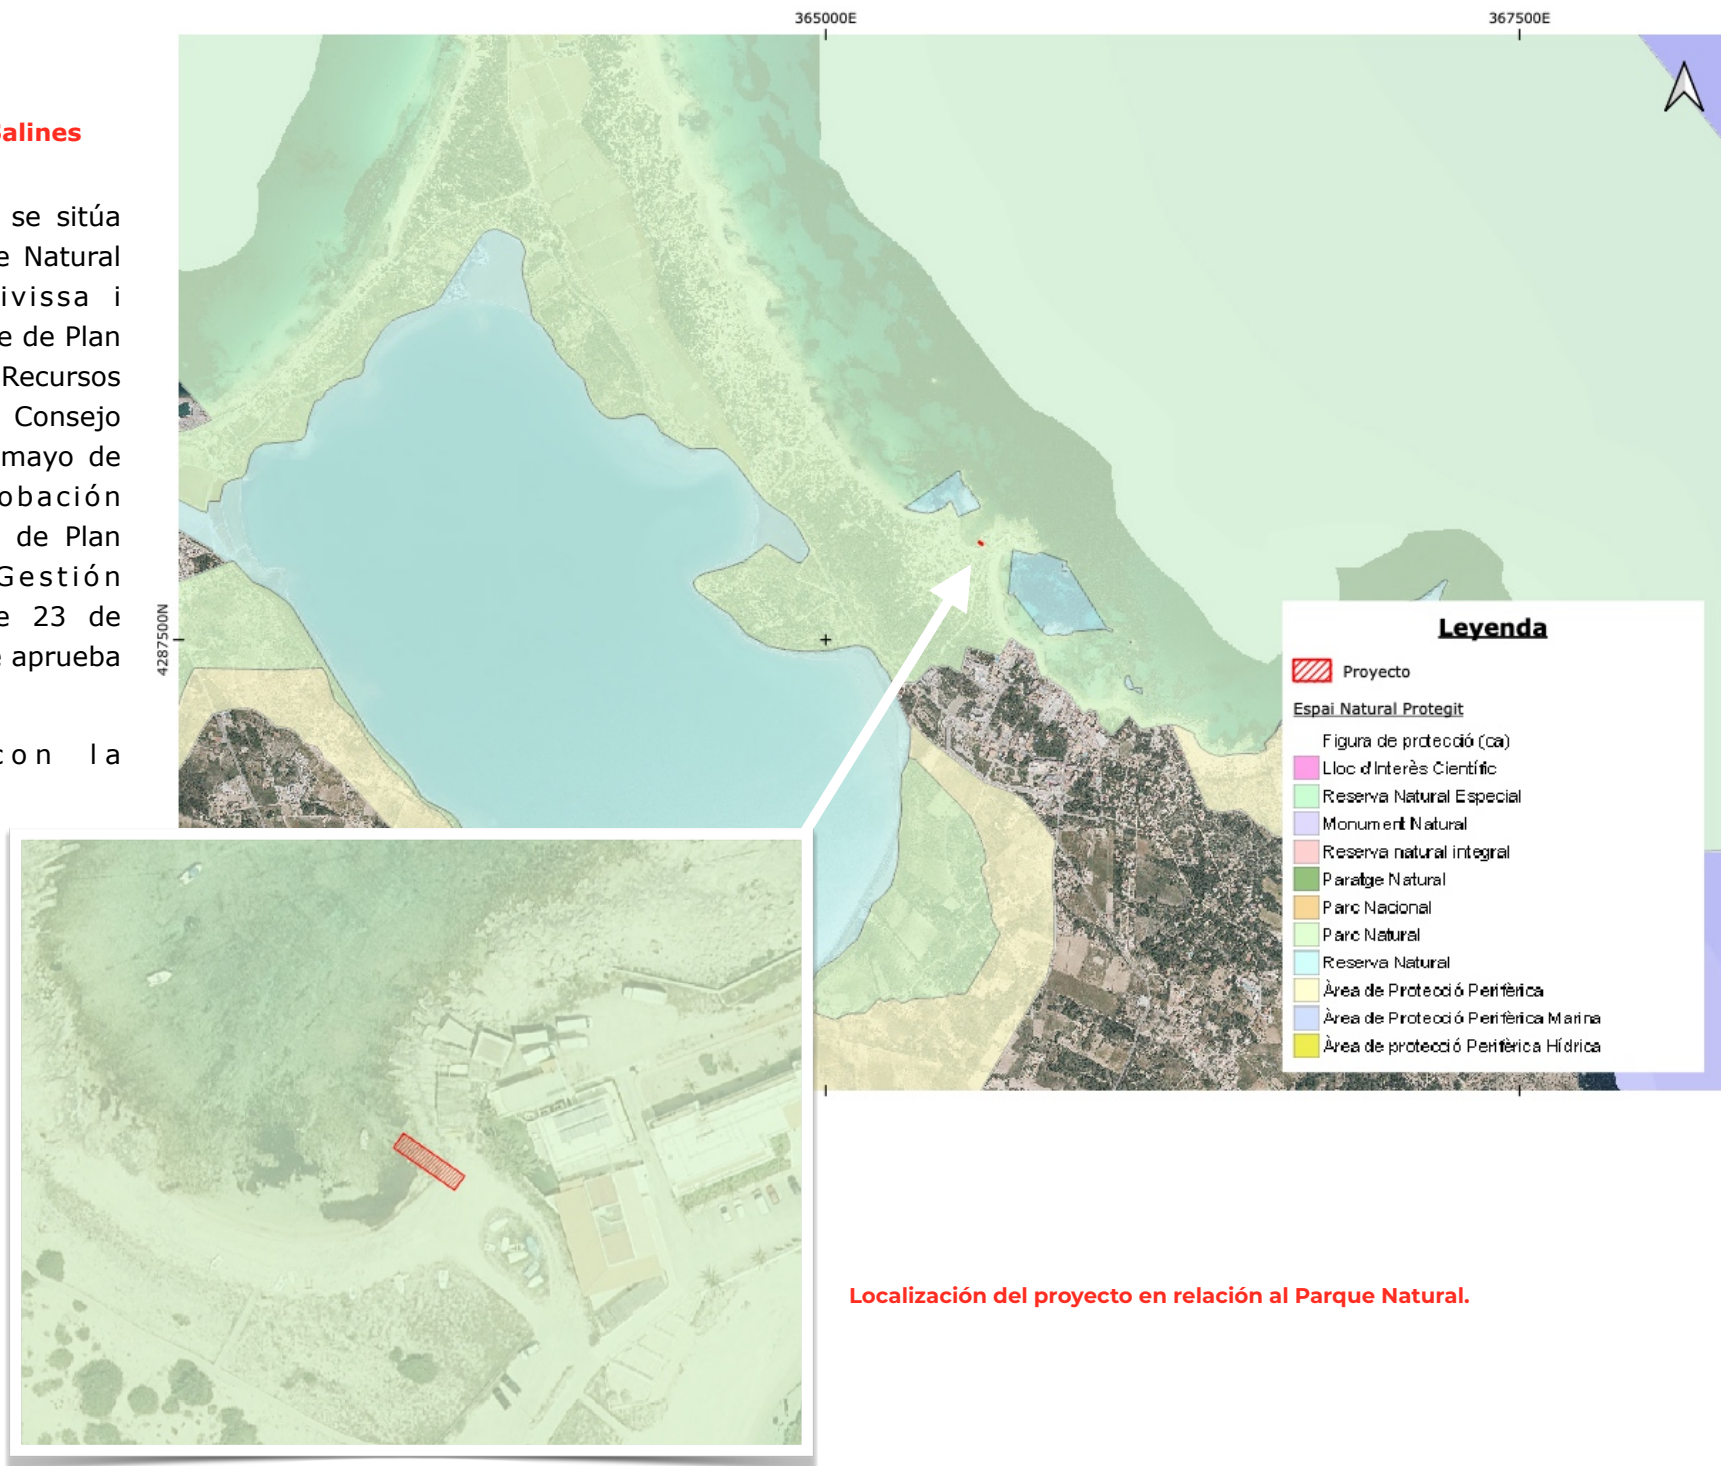 365000E
367500E
Salines
se sitúa
e Natural
ivissa i
e de Plan
Recursos
Consejo
mayo de
obación
de Plan
Gestión
e 23 de
e aprueba
con la
4287500N
Leyenda
Proyecto
Espai Natural Protegit
Figura de protecció (ca)
Lloc d'Interès Científic
Reserva Natural Especial
Monument Natural
Reserva natural integral
Paratge Natural
Parc Nacional
Parc Natural
Reserva Natural
Àrea de Protecció Perifèrica
Àrea de Protecció Perifèrica Marina
Àrea de protecció Perifèrica Hídrica
Localización del proyecto en relación al Parque Natural.